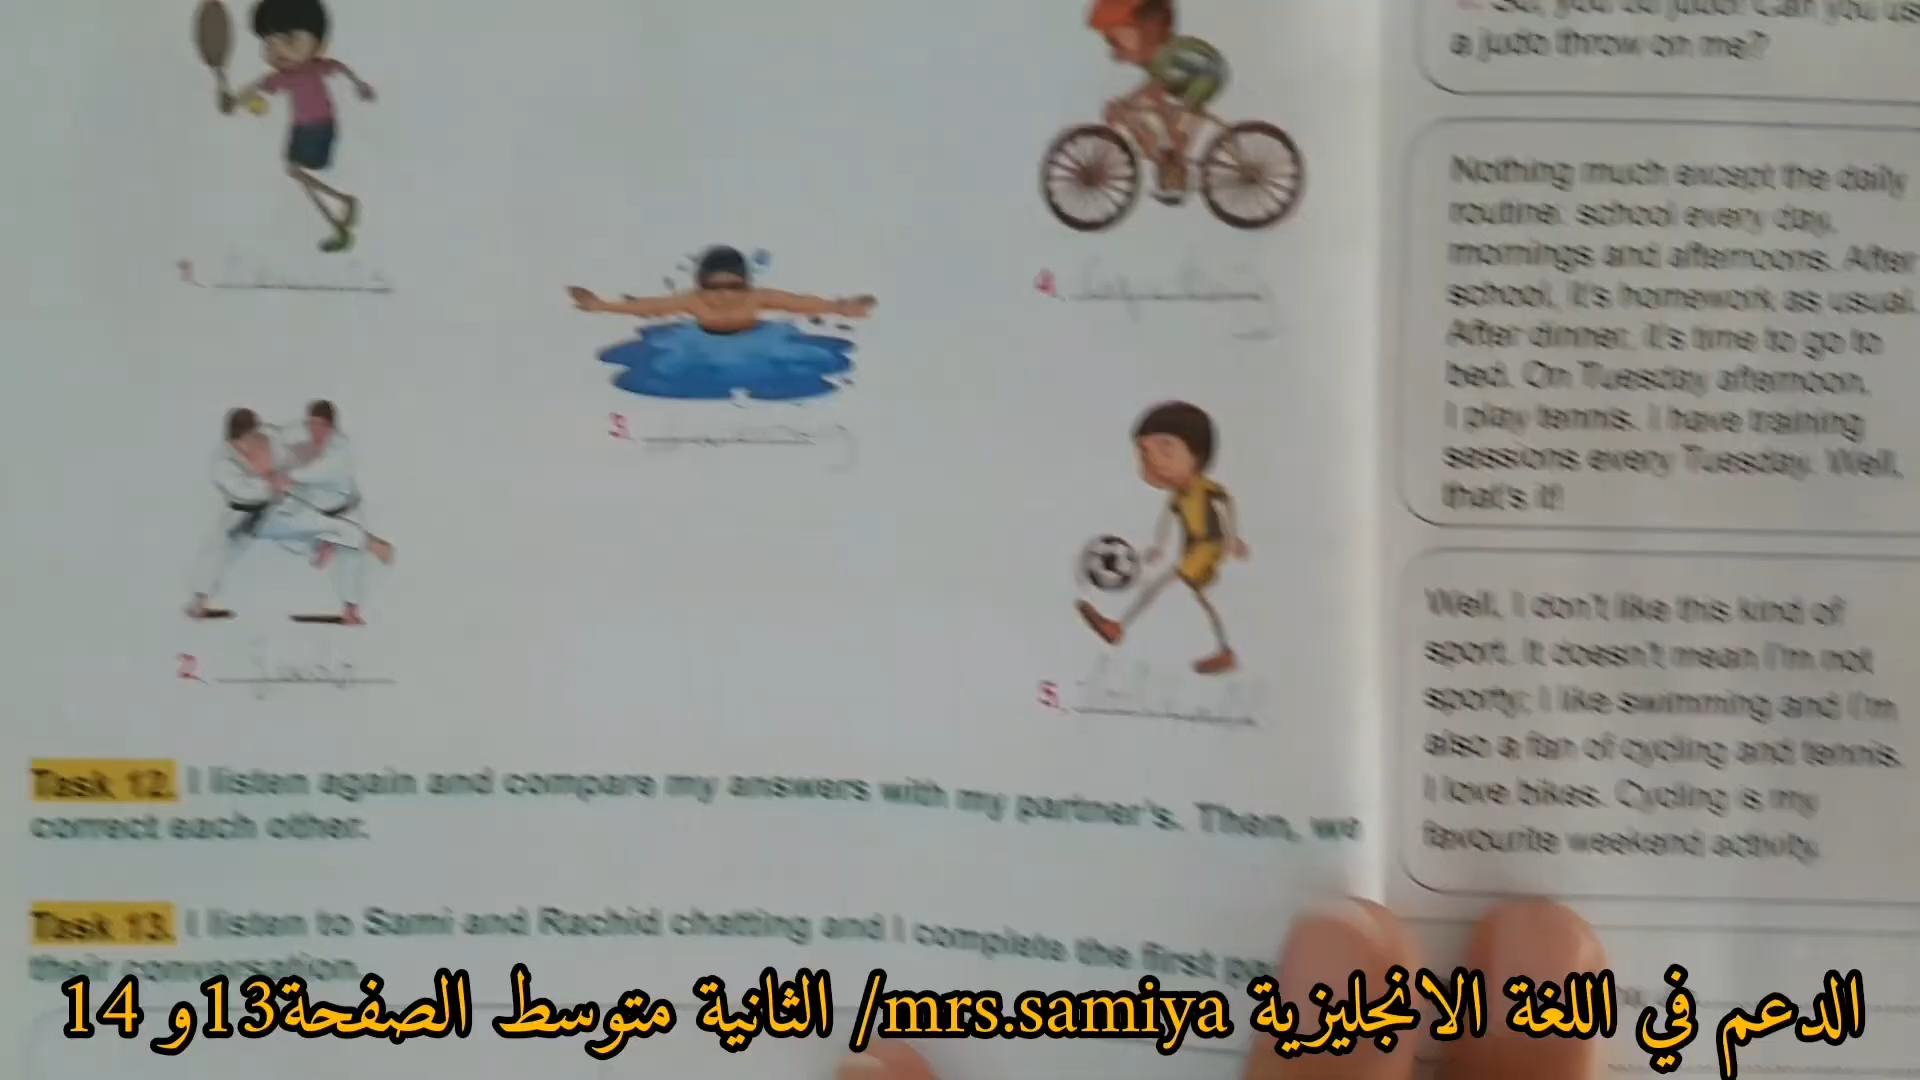 1.
4.
3.
2. Judo
5.
Task 12. I listen again and compare my answers with my partner's. Then, we
correct each other.
Task 13. I listen to Sami and Rachid chatting and I complete the first
their conversation.
a judo throw on me?
Nothing much except the daily
routine: school every day,
mornings and afternoons. After
school, it's homework as usual.
After dinner, it's time to go to
bed. On Tuesday afternoon,
I play tennis. I have training
sessions every Tuesday. Well,
that's it!
Well, I don't like this kind of
sport. It doesn't mean I'm not
sporty; I like swimming and I'm
also a fan of cycling and tennis.
I love bikes. Cycling is my
favourite weekend activity.
الدعم في اللغة الانجليزية mrs.samiya/ الثانية متوسط الصفحة13و 14